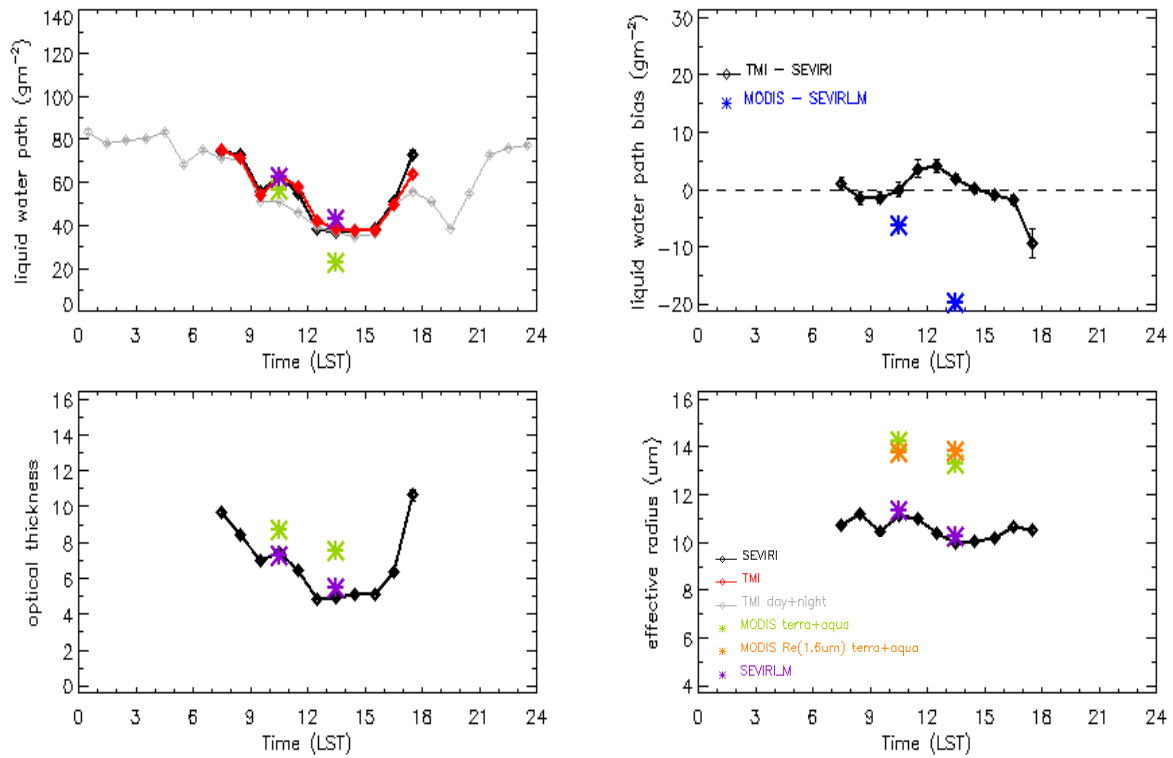 liquid water path (gm⁻²)
140
120
100
80
60
40
20
0
0 3 6 9 12 15 18 21 24
Time (LST)
liquid water path bias (gm⁻²)
30
20
10
0
−10
−20
TMI − SEVIRI
MODIS − SEVIRI_M
0 3 6 9 12 15 18 21 24
Time (LST)
optical thickness
16
14
12
10
8
6
4
2
0
0 3 6 9 12 15 18 21 24
Time (LST)
effective radius (um)
16
14
12
10
8
6
4
SEVIRI
TMI
TMI day+night
MODIS terra+aqua
MODIS Re(1.6um) terra+aqua
SEVIRI_M
0 3 6 9 12 15 18 21 24
Time (LST)